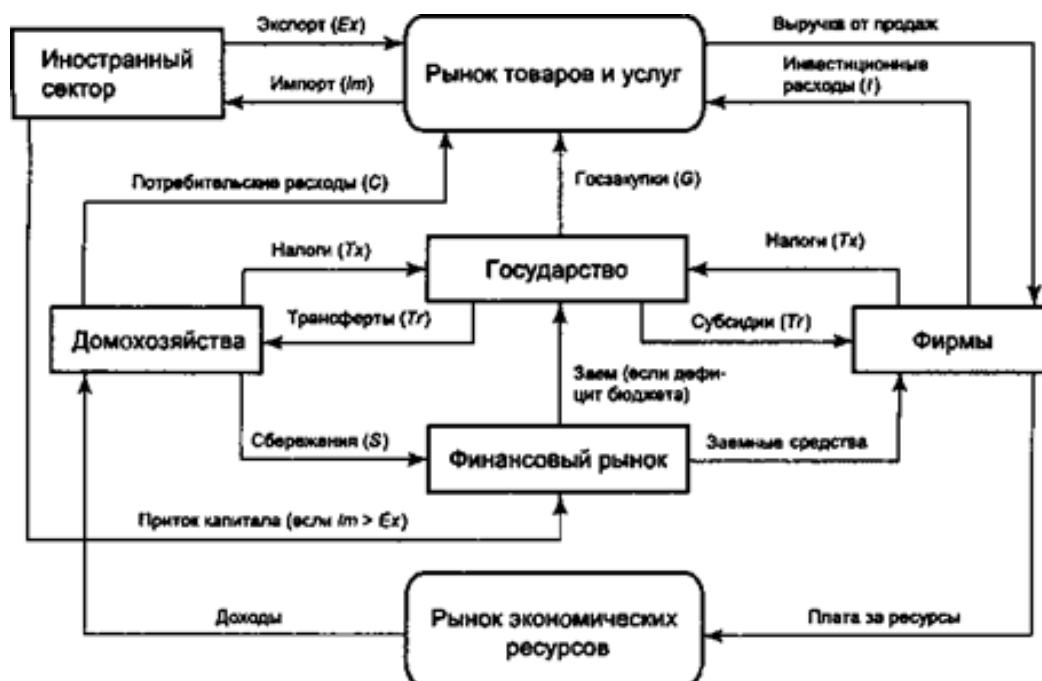 Экспорт (Ex)
Выручка от продаж
Иностранный
сектор
Рынок товаров и услуг
Импорт (Im)
Инвестиционные
расходы (I)
Потребительские расходы (C)
Госзакупки (G)
Налоги (Tx)
Государство
Налоги (Tx)
Домохозяйства
Трансферты (Tr)
Субсидии (Tr)
Фирмы
Заем (если дефи-
цит бюджета)
Сбережения (S)
Финансовый рынок
Заемные средства
Приток капитала (если Im > Ex)
Доходы
Рынок экономических
ресурсов
Плата за ресурсы